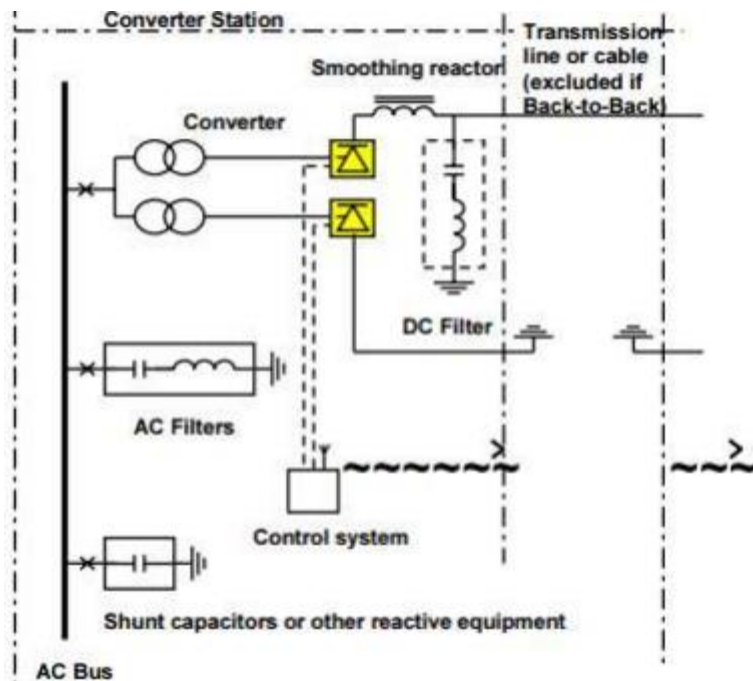 Converter Station
Transmission
line or cable
(excluded if
Back-to-Back)
Smoothing reactor
Converter
DC Filter
AC Filters
Control system
Shunt capacitors or other reactive equipment
AC Bus